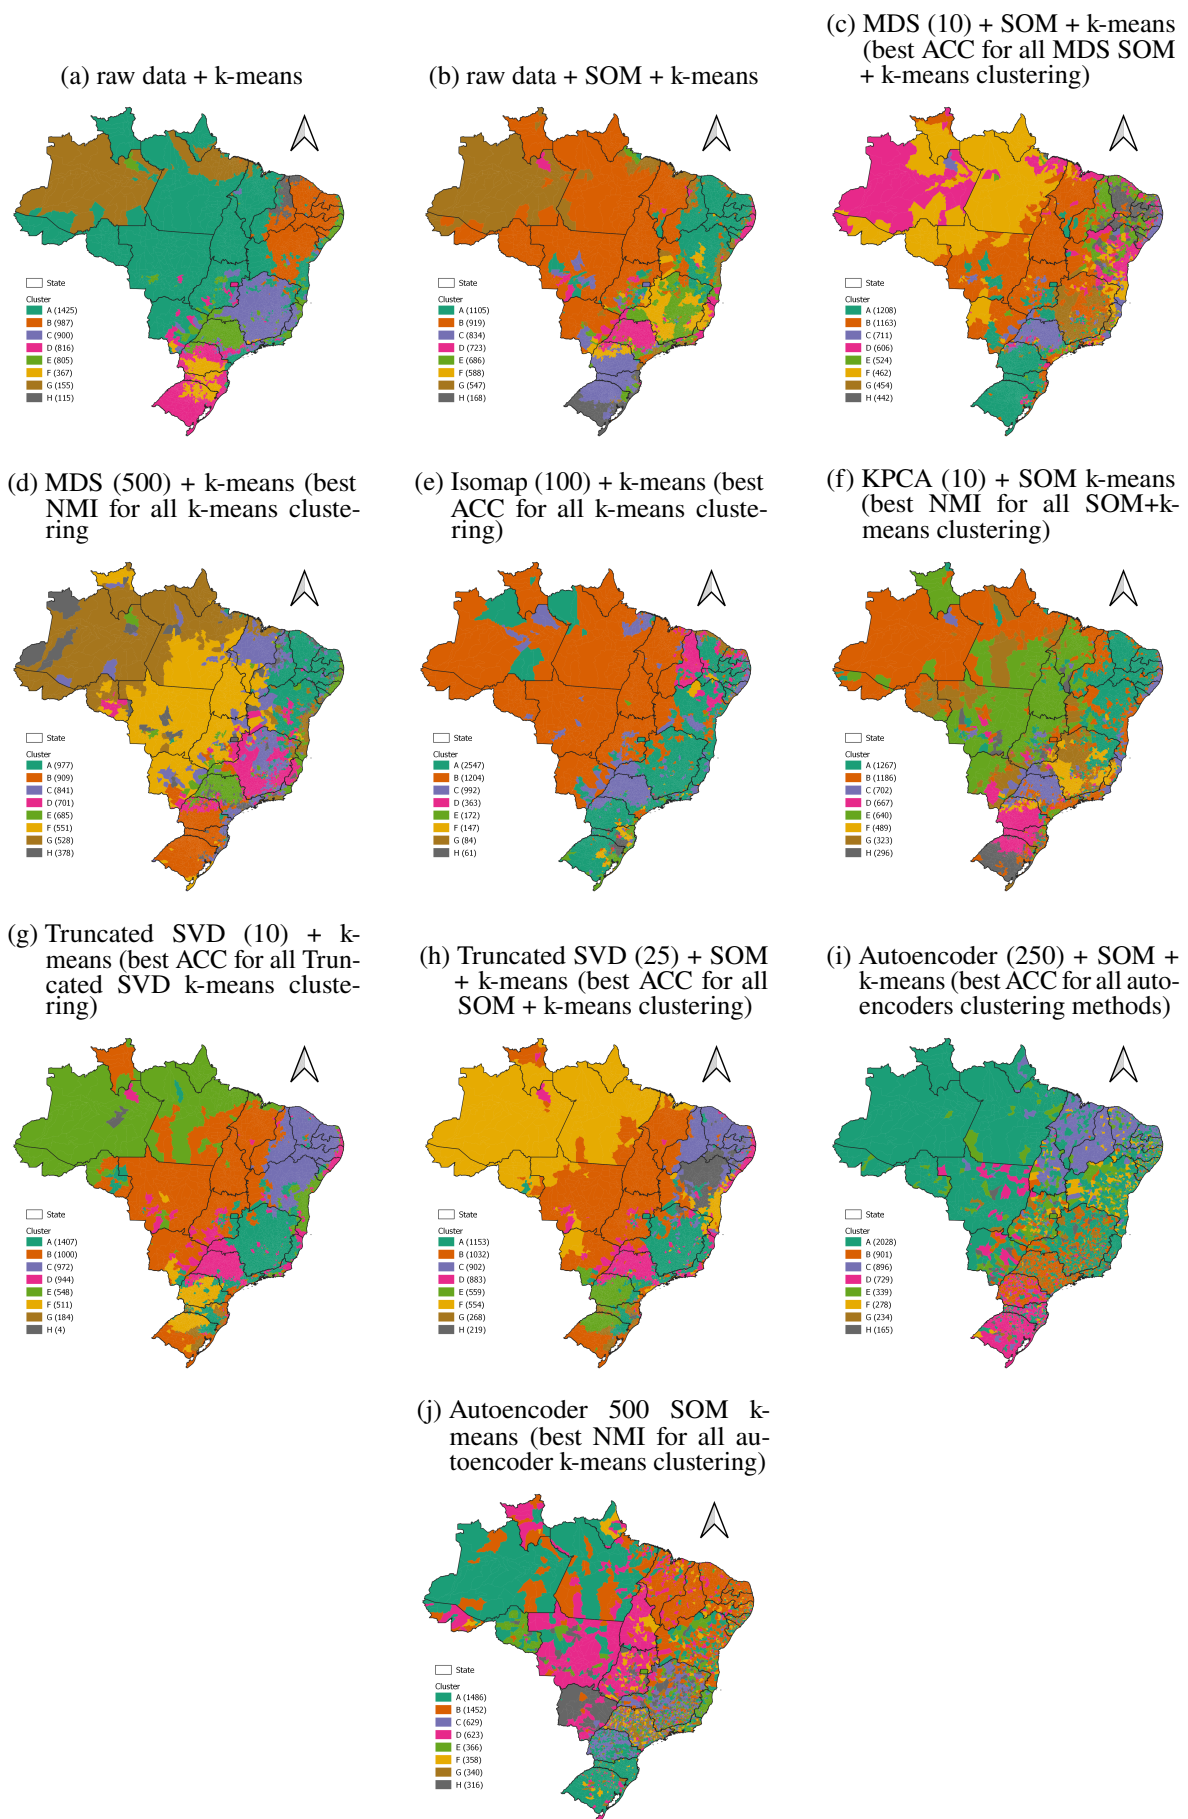 (a) raw data + k-means
State
Cluster
A (1425)
B (987)
C (900)
D (816)
E (805)
F (367)
G (155)
H (115)
(b) raw data + SOM + k-means
State
Cluster
A (1105)
B (919)
C (834)
D (723)
E (686)
F (588)
G (547)
H (168)
(c) MDS (10) + SOM + k-means
(best ACC for all MDS SOM
+ k-means clustering)
State
Cluster
A (1208)
B (1163)
C (711)
D (606)
E (524)
F (462)
G (454)
H (442)
(d) MDS (500) + k-means (best
NMI for all k-means cluste-
ring
State
Cluster
A (977)
B (909)
C (841)
D (701)
E (685)
F (551)
G (528)
H (378)
(e) Isomap (100) + k-means (best
ACC for all k-means cluste-
ring)
State
Cluster
A (2547)
B (1204)
C (992)
D (363)
E (172)
F (147)
G (84)
H (61)
(f) KPCA (10) + SOM k-means
(best NMI for all SOM+k-
means clustering)
State
Cluster
A (1267)
B (1186)
C (702)
D (667)
E (640)
F (489)
G (323)
H (296)
(g) Truncated SVD (10) + k-
means (best ACC for all Trun-
cated SVD k-means cluste-
ring)
State
Cluster
A (1407)
B (1000)
C (972)
D (944)
E (548)
F (511)
G (184)
H (4)
(h) Truncated SVD (25) + SOM
+ k-means (best ACC for all
SOM + k-means clustering)
State
Cluster
A (1153)
B (1032)
C (902)
D (883)
E (559)
F (554)
G (268)
H (219)
(i) Autoencoder (250) + SOM +
k-means (best ACC for all auto-
encoders clustering methods)
State
Cluster
A (2028)
B (901)
C (896)
D (729)
E (339)
F (278)
G (234)
H (165)
(j) Autoencoder 500 SOM k-
means (best NMI for all au-
toencoder k-means clustering)
State
Cluster
A (1486)
B (1452)
C (629)
D (623)
E (366)
F (358)
G (340)
H (316)